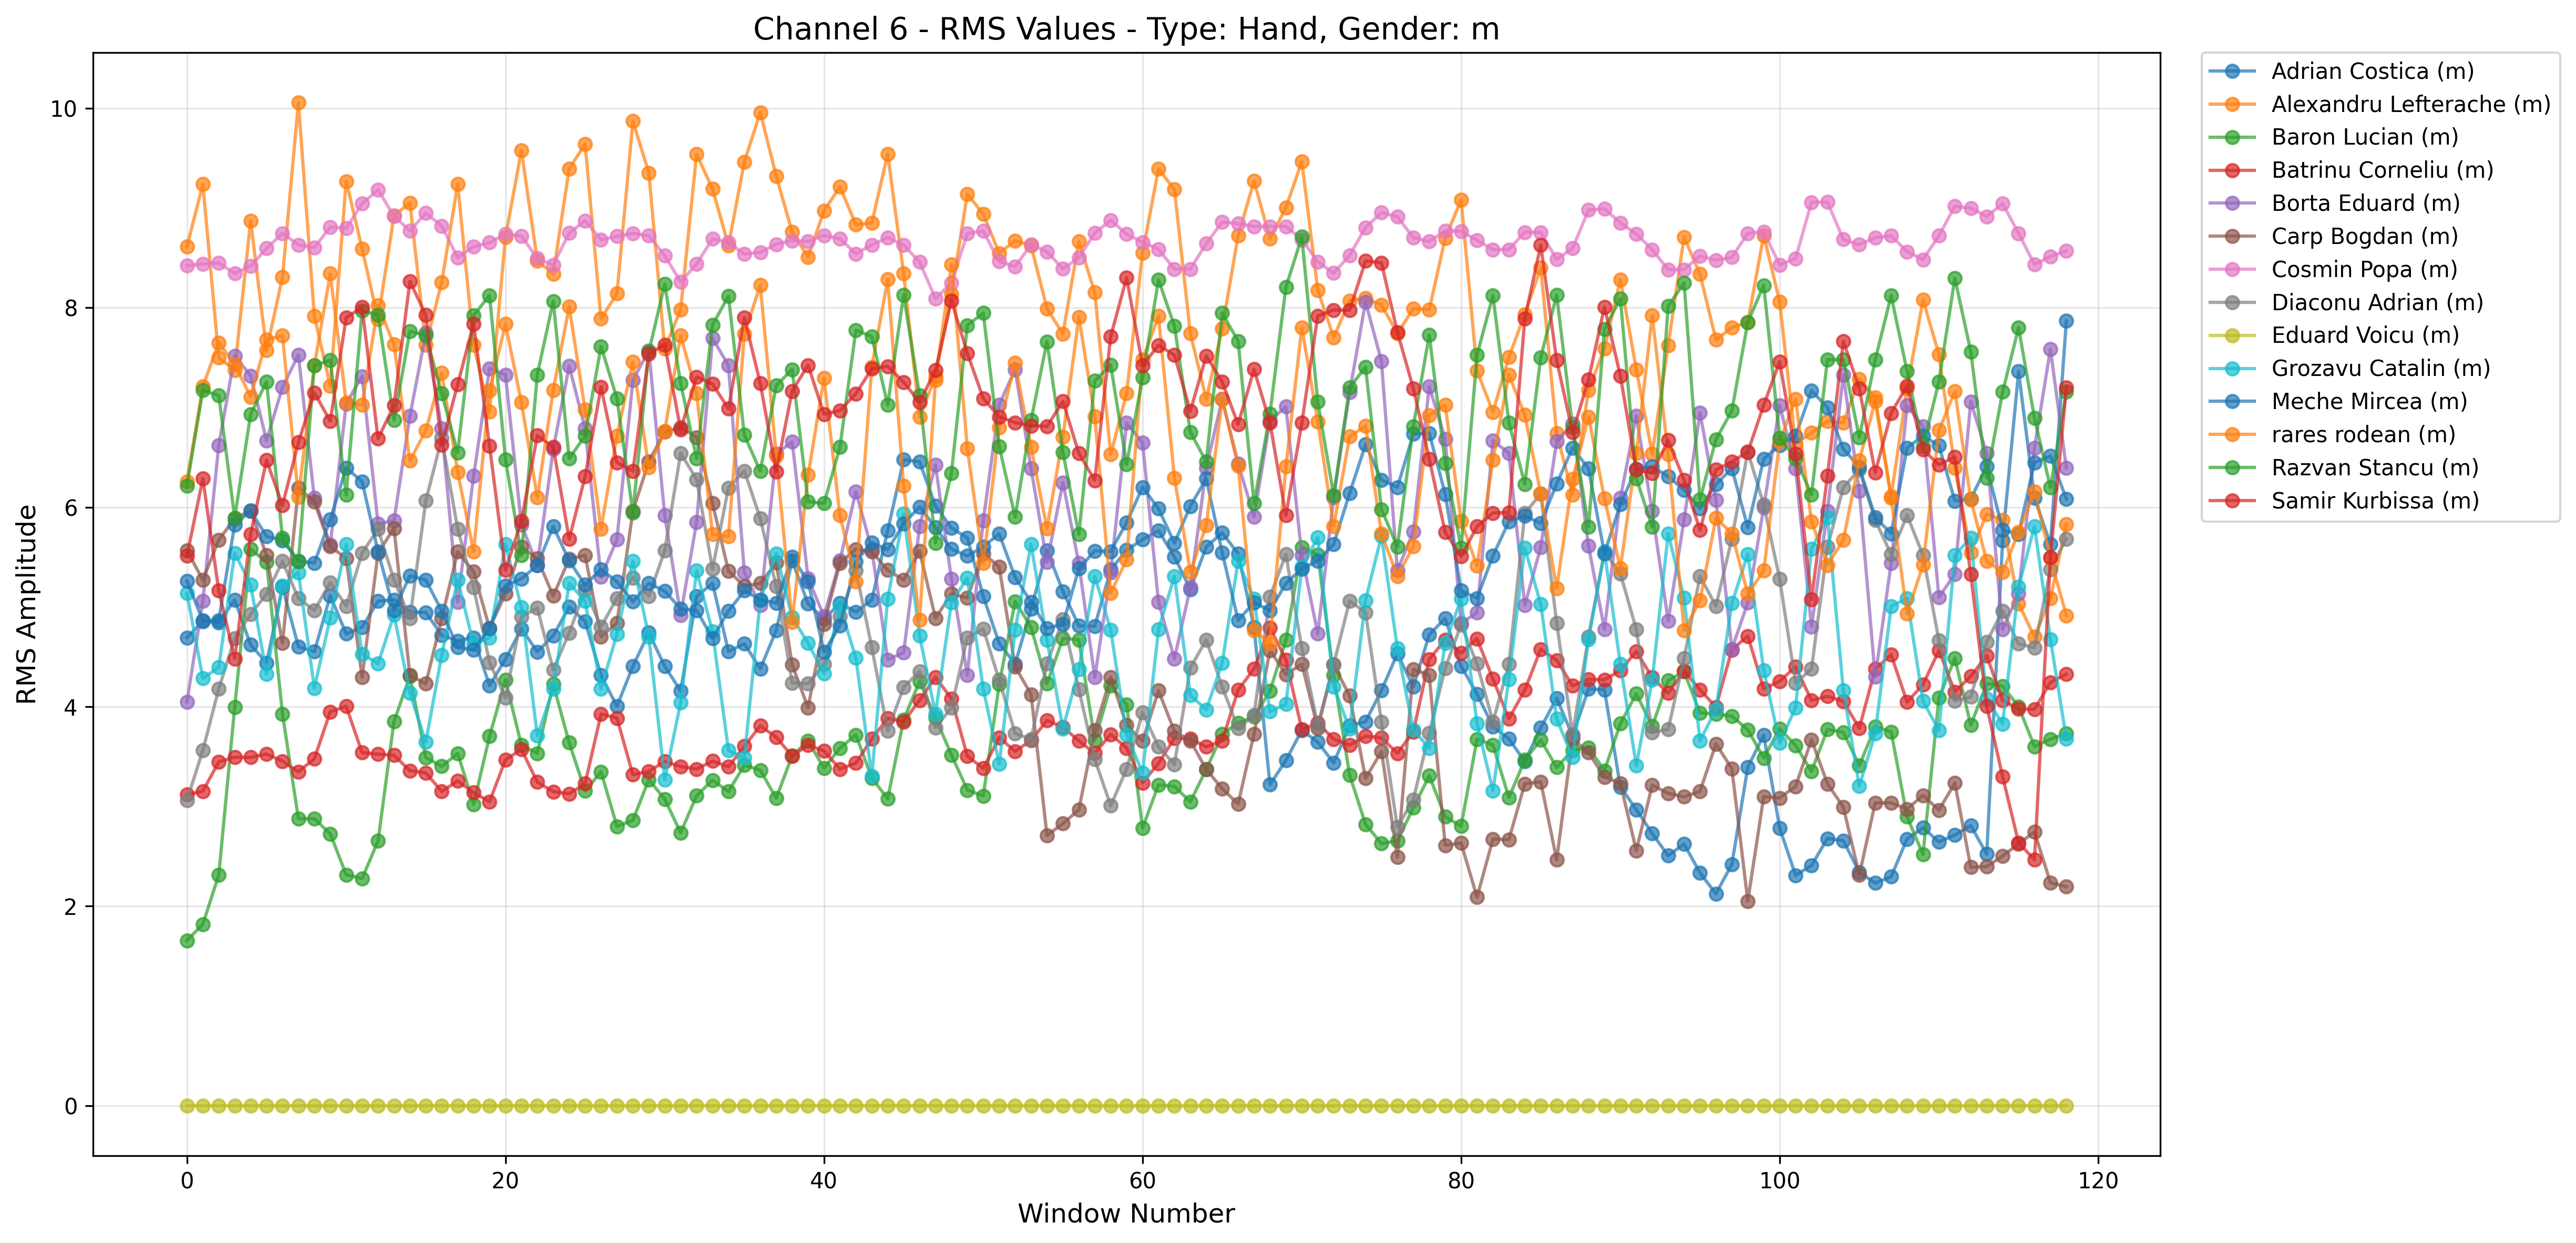 Channel 6 - RMS Values - Type: Hand, Gender: m
RMS Amplitude
10
8
6
4
2
0
0 20 40 60 80 100 120
Window Number
Adrian Costica (m)
Alexandru Lefterache (m)
Baron Lucian (m)
Batrinu Corneliu (m)
Borta Eduard (m)
Carp Bogdan (m)
Cosmin Popa (m)
Diaconu Adrian (m)
Eduard Voicu (m)
Grozavu Catalin (m)
Meche Mircea (m)
rares rodean (m)
Razvan Stancu (m)
Samir Kurbissa (m)